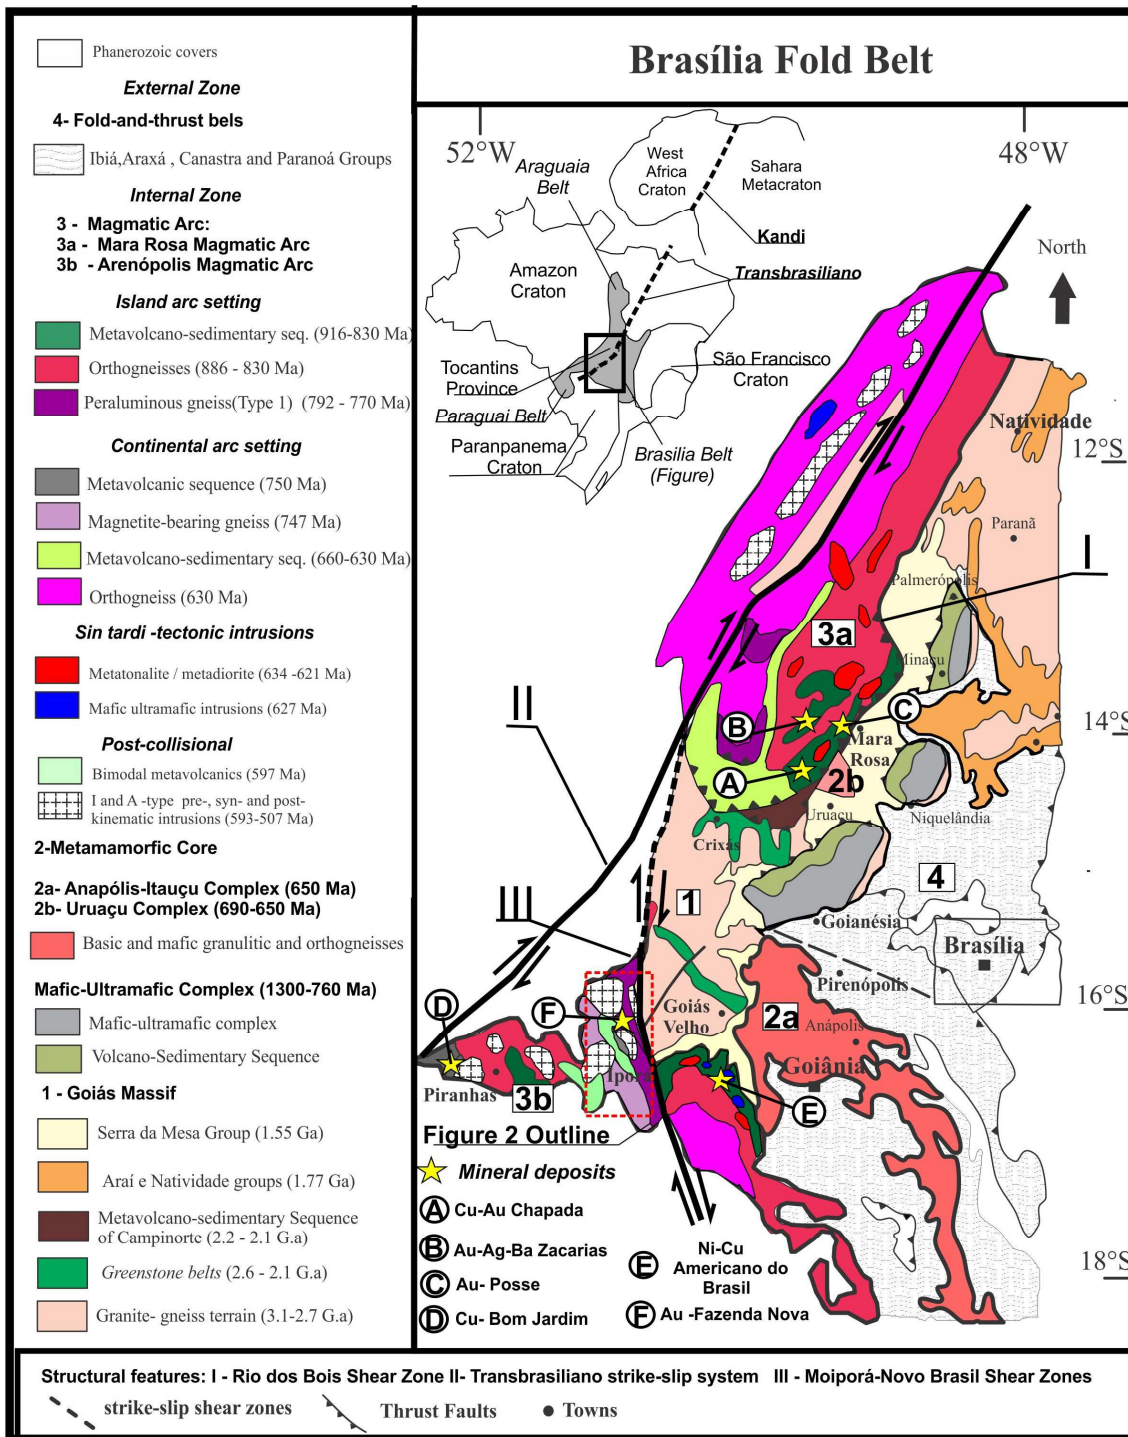 Phanerozoic covers
External Zone
4- Fold-and-thrust bels
Ibiá,Araxá , Canastra and Paranoá Groups
Internal Zone
3 - Magmatic Arc:
3a - Mara Rosa Magmatic Arc
3b - Arenópolis Magmatic Arc
Island arc setting
Metavolcano-sedimentary seq. (916-830 Ma)
Orthogneisses (886 - 830 Ma)
Peraluminous gneiss(Type 1) (792 - 770 Ma)
Continental arc setting
Metavolcanic sequence (750 Ma)
Magnetite-bearing gneiss (747 Ma)
Metavolcano-sedimentary seq. (660-630 Ma)
Orthogneiss (630 Ma)
Sin tardi -tectonic intrusions
Metatonalite / metadiorite (634 -621 Ma)
Mafic ultramafic intrusions (627 Ma)
Post-collisional
Bimodal metavolcanics (597 Ma)
I and A -type pre-, syn- and post-
kinematic intrusions (593-507 Ma)
2-Metamamorfic Core
2a- Anapólis-Itauçu Complex (650 Ma)
2b- Uruaçu Complex (690-650 Ma)
Basic and mafic granulitic and orthogneisses
Mafic-Ultramafic Complex (1300-760 Ma)
Mafic-ultramafic complex
Volcano-Sedimentary Sequence
1 - Goiás Massif
Serra da Mesa Group (1.55 Ga)
Araí e Natividade groups (1.77 Ga)
Metavolcano-sedimentary Sequence
of Campinorte (2.2 - 2.1 G.a)
Greenstone belts (2.6 - 2.1 G.a)
Granite- gneiss terrain (3.1-2.7 G.a)
Brasília Fold Belt
52°W
48°W
West
Africa
Craton
Sahara
Metacraton
Araguaia
Belt
Kandi
Amazon
Craton
Transbrasiliano
North
Tocantins
Province
São Francisco
Craton
Paraguai Belt
Paranpanema
Craton
Brasilia Belt
(Figure)
Natividade
12°S
Paranã
I
Palmerópolis
3a
Minaçu
II
B
C
14°S
Mara
Rosa
A
2b
Uruaçu
Niquelândia
Crixás
III
1
4
Goianésia
Brasília
Pirenópolis
16°S
D
F
Goiás
Velho
2a
Anápolis
Goiânia
Iporá
Piranhas
3b
E
Figure 2 Outline
Mineral deposits
A Cu-Au Chapada
B Au-Ag-Ba Zacarias
C Au- Posse
D Cu- Bom Jardim
E Ni-Cu
Americano do
Brasil
F Au -Fazenda Nova
18°S
Structural features: I - Rio dos Bois Shear Zone II- Transbrasiliano strike-slip system III - Moiporá-Novo Brasil Shear Zones
strike-slip shear zones
Thrust Faults
Towns